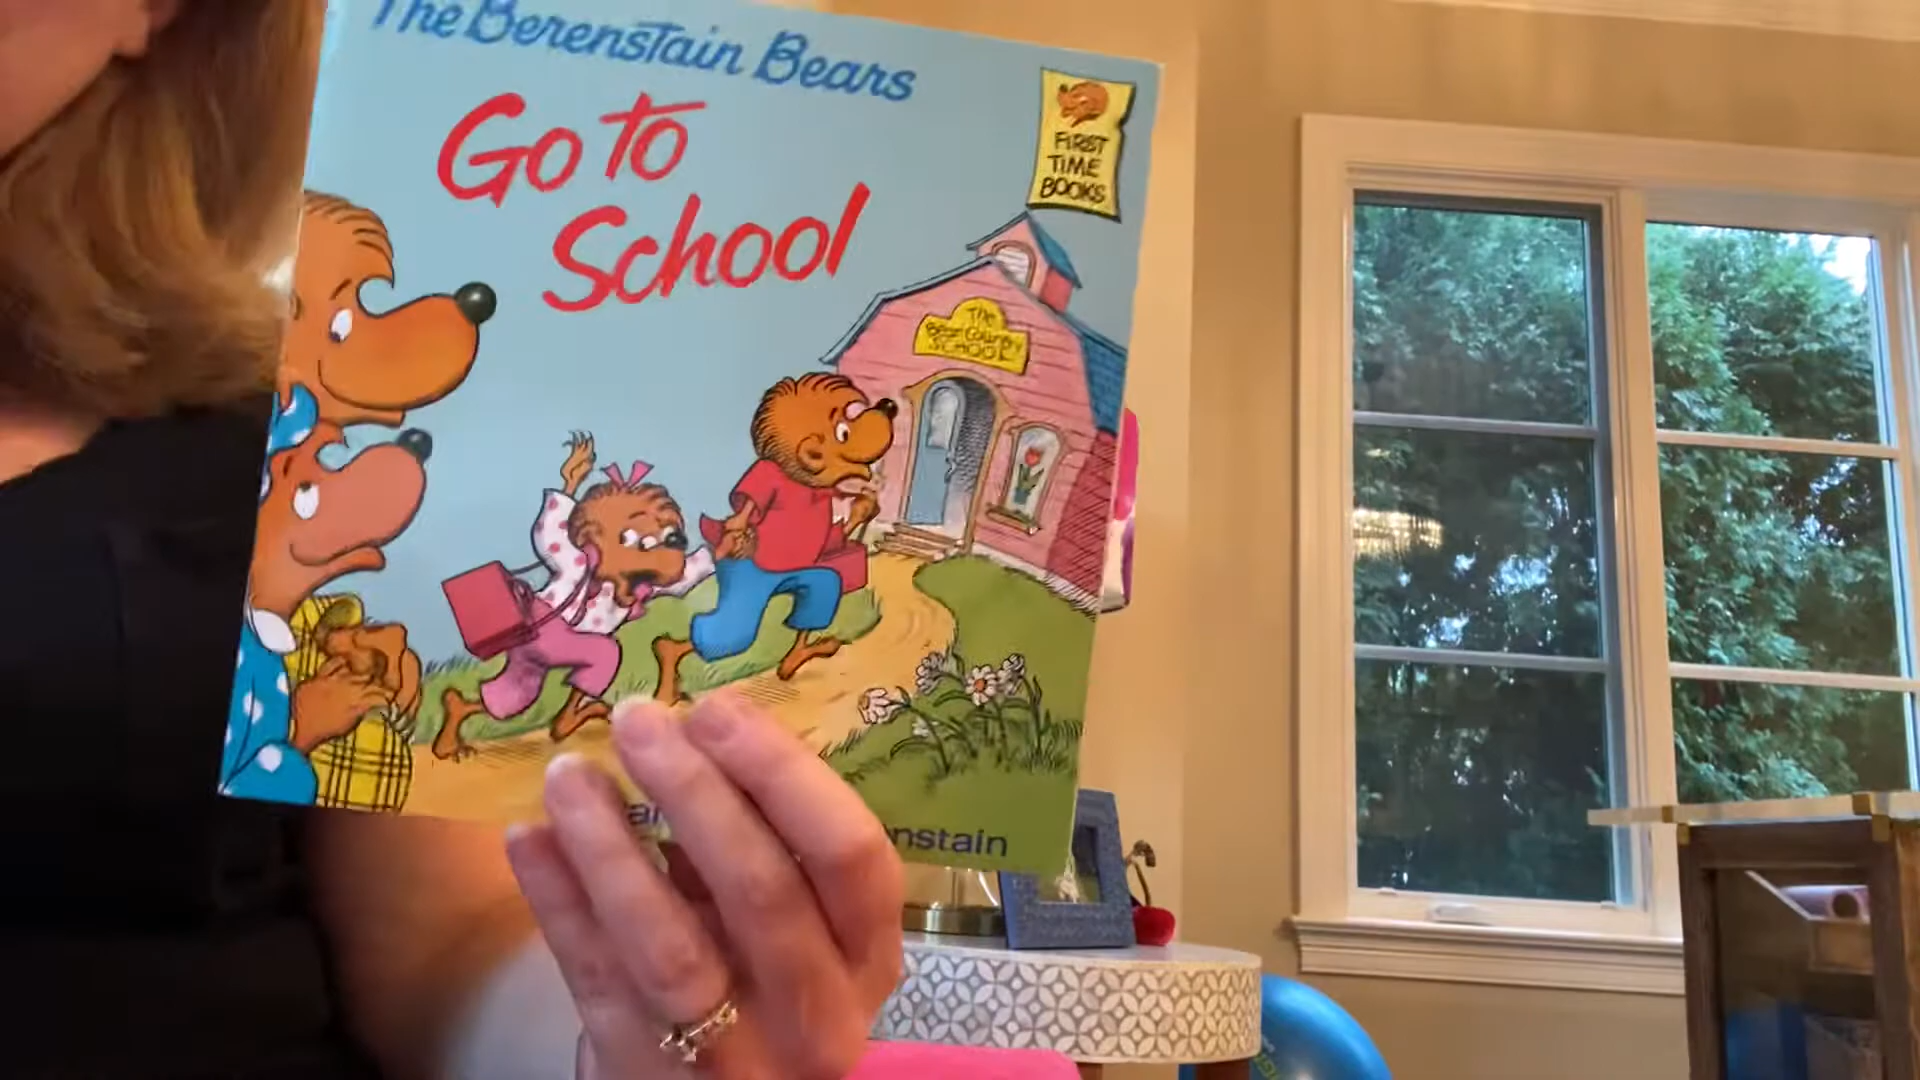 The Berenstain Bears
Go to
School
FIRST
TIME
BOOKS
The
Bear Country
SCHOOL
nstain